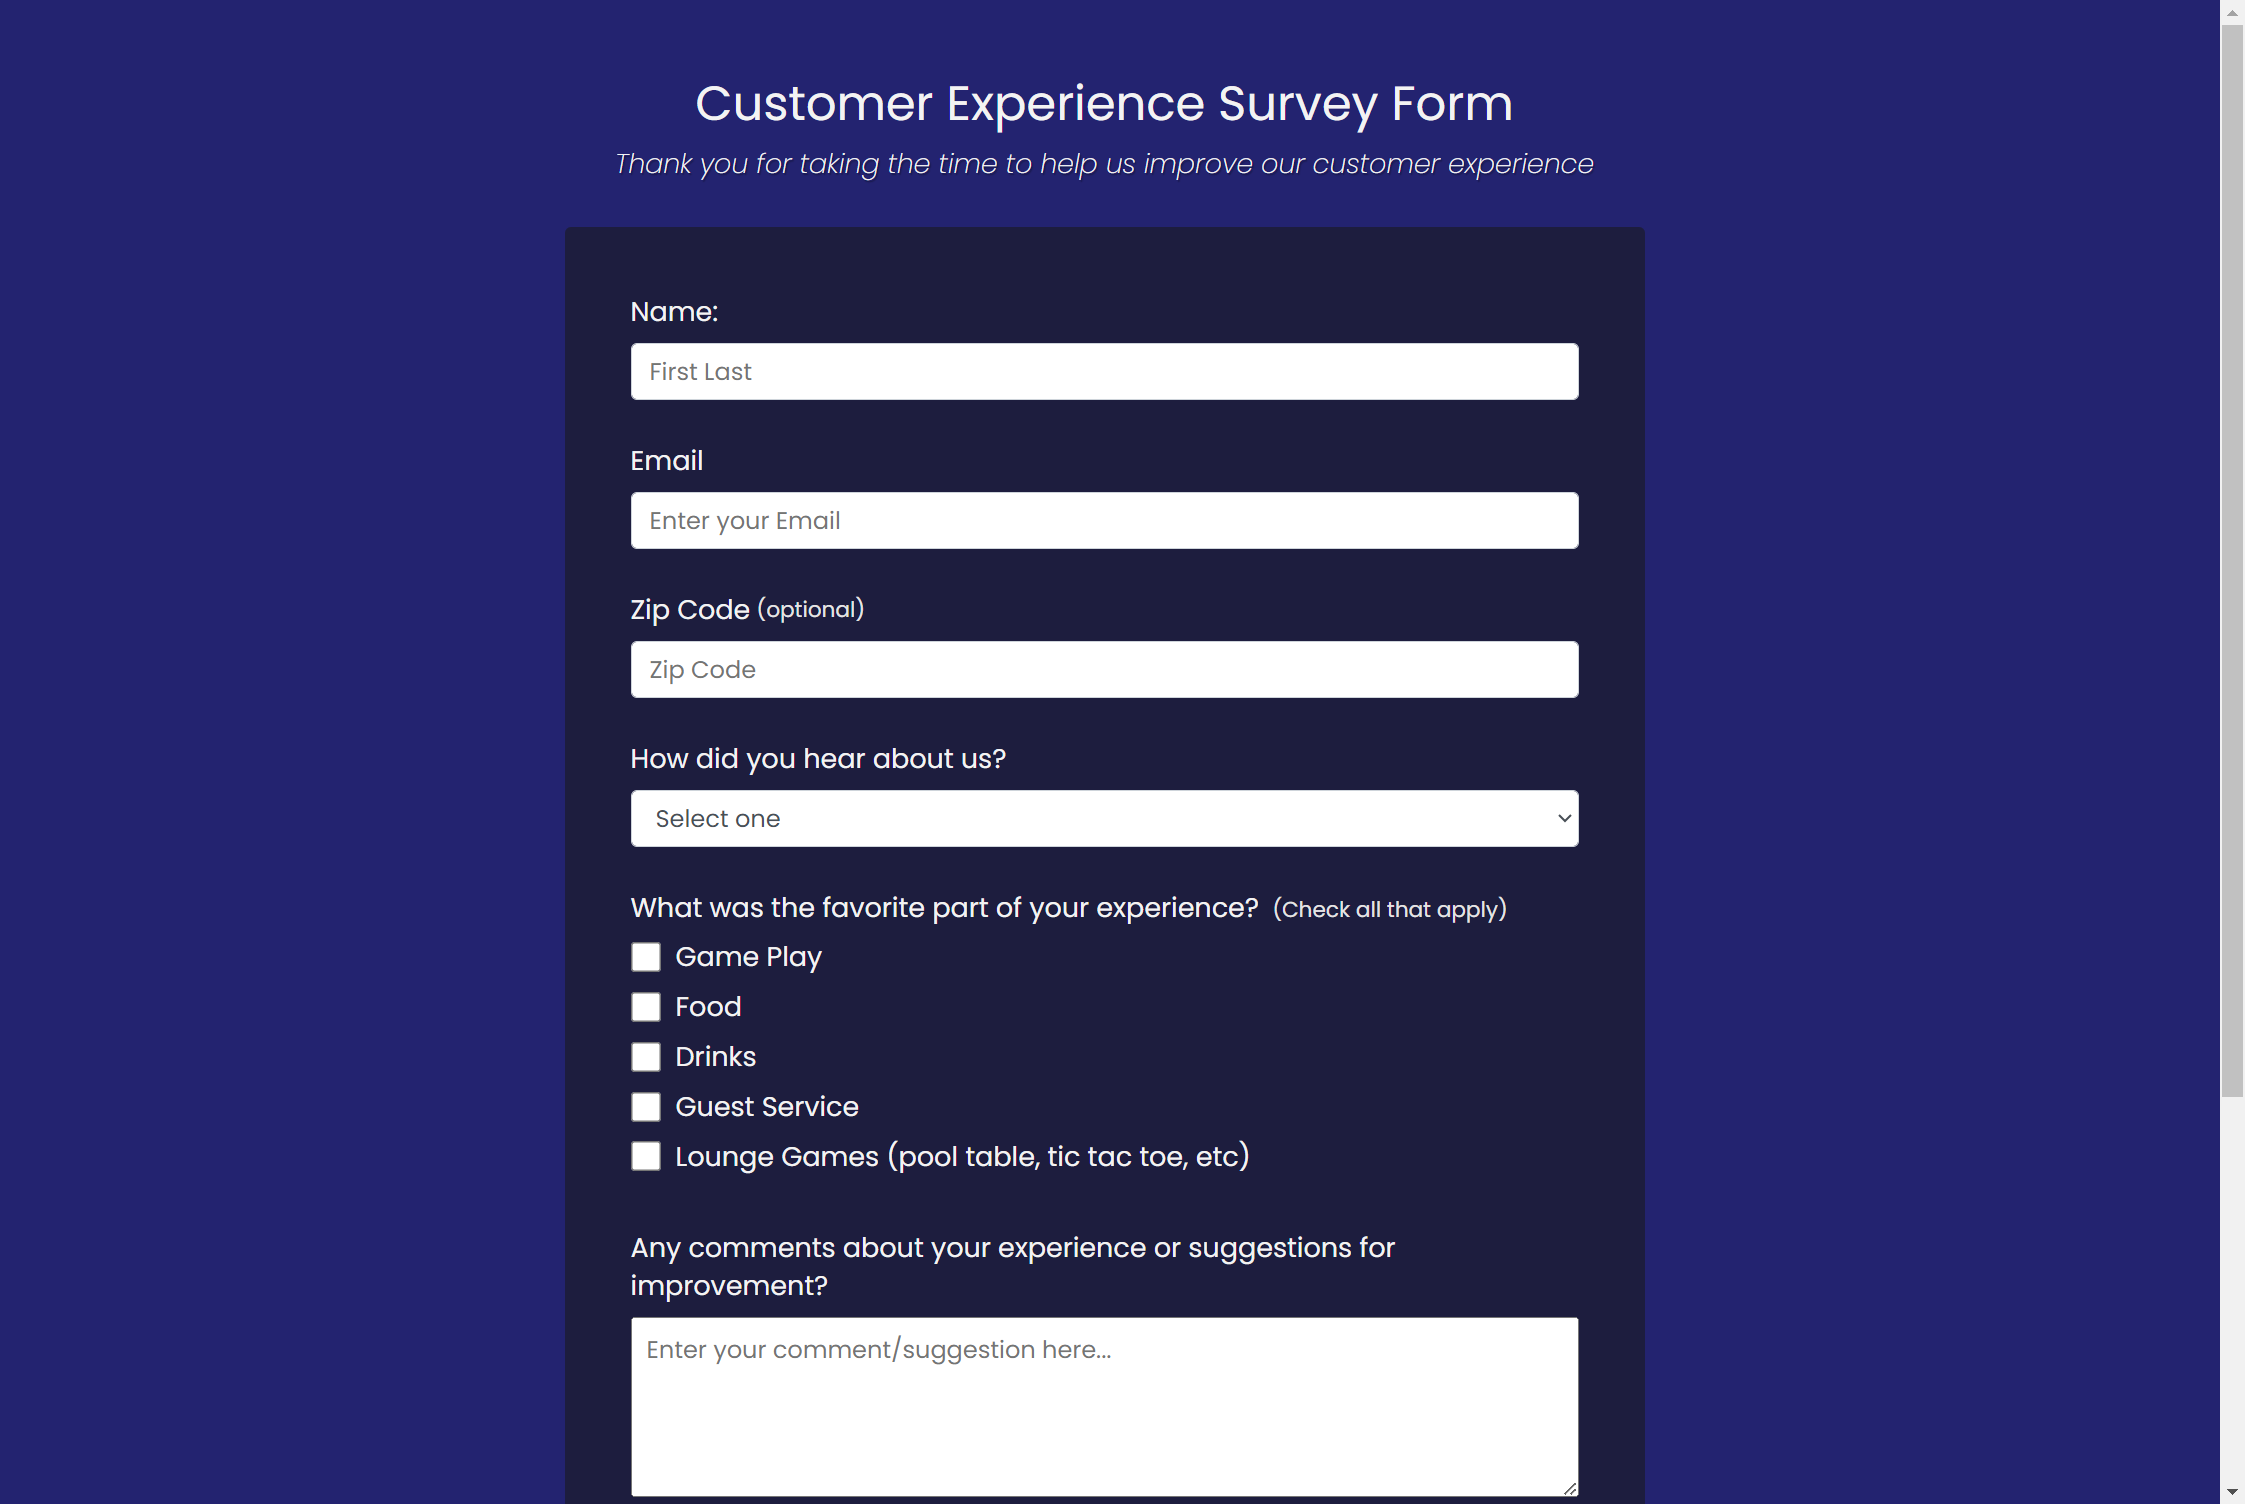 Customer Experience Survey Form
Thank you for taking the time to help us improve our customer experience
Name:
First Last
Email
Enter your Email
Zip Code (optional)
Zip Code
How did you hear about us?
Select one
What was the favorite part of your experience? (Check all that apply)
Game Play
Food
Drinks
Guest Service
Lounge Games (pool table, tic tac toe, etc)
Any comments about your experience or suggestions for
improvement?
Enter your comment/suggestion here...